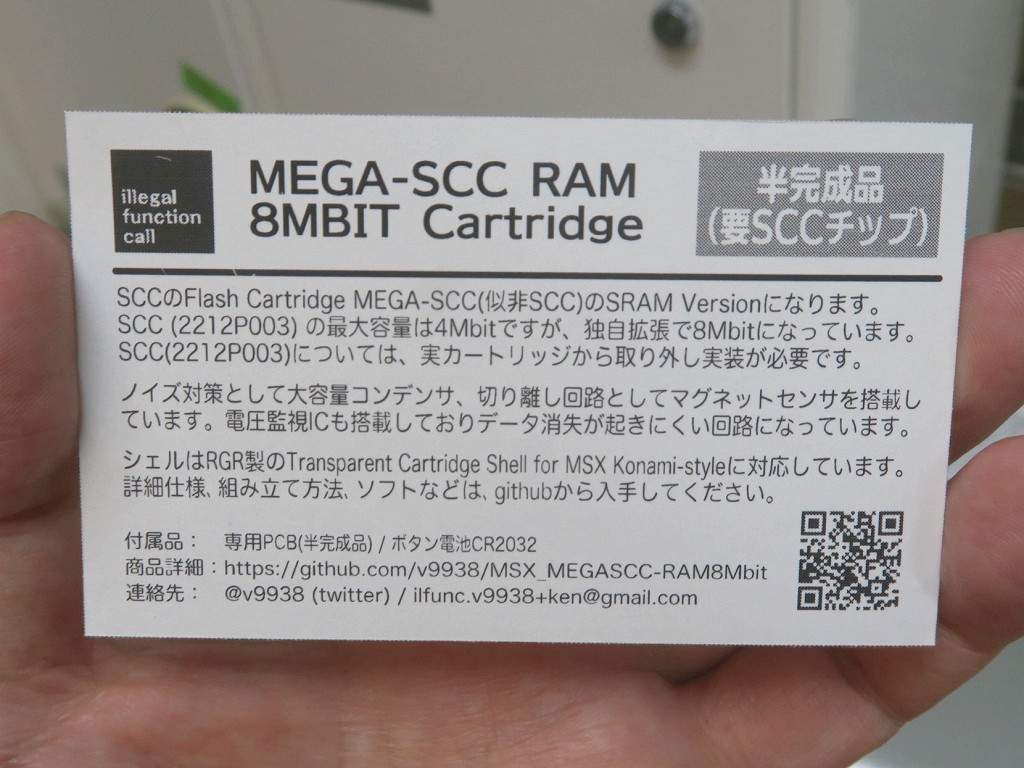 illegal
function
call
MEGA-SCC RAM
8MBIT Cartridge
半完成品
(要SCCチップ)
SCCのFlash Cartridge MEGA-SCC(似非SCC)のSRAM Versionになります。
SCC (2212P003) の最大容量は4Mbitですが、独自拡張で8Mbitになっています。
SCC(2212P003)については、実カートリッジから取り外し実装が必要です。
ノイズ対策として大容量コンデンサ、切り離し回路としてマグネットセンサを搭載し
ています。電圧監視ICも搭載しておりデータ消失が起きにくい回路になっています。
シェルはRGR製のTransparent Cartridge Shell for MSX Konami-styleに対応しています。
詳細仕様、組み立て方法、ソフトなどは、githubから入手してください。
付属品： 専用PCB(半完成品) / ボタン電池CR2032
商品詳細：https://github.com/v9938/MSX_MEGASCC-RAM8Mbit
連絡先： @v9938 (twitter) / ilfunc.v9938+ken@gmail.com